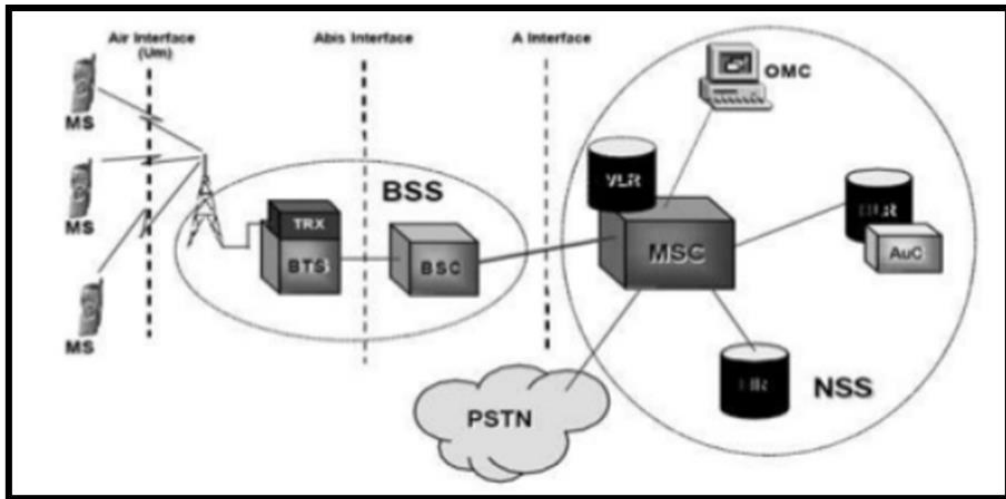 Air Interface
(Um)
Abis Interface
A Interface
MS
MS
MS
TRX
BTS
BSS
BSC
VLR
MSC
OMC
AuC
NSS
PSTN